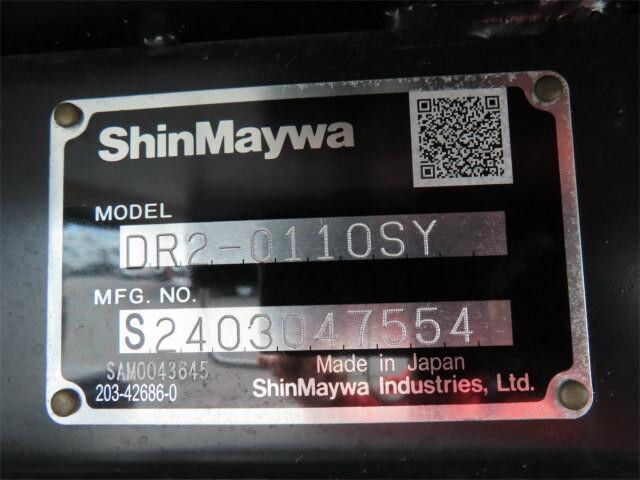 ShinMaywa
MODEL
DR2-0110SY
MFG. NO.
S2403047554
SAM0043645
203-42686-0
Made in Japan
ShinMaywa Industries, Ltd.